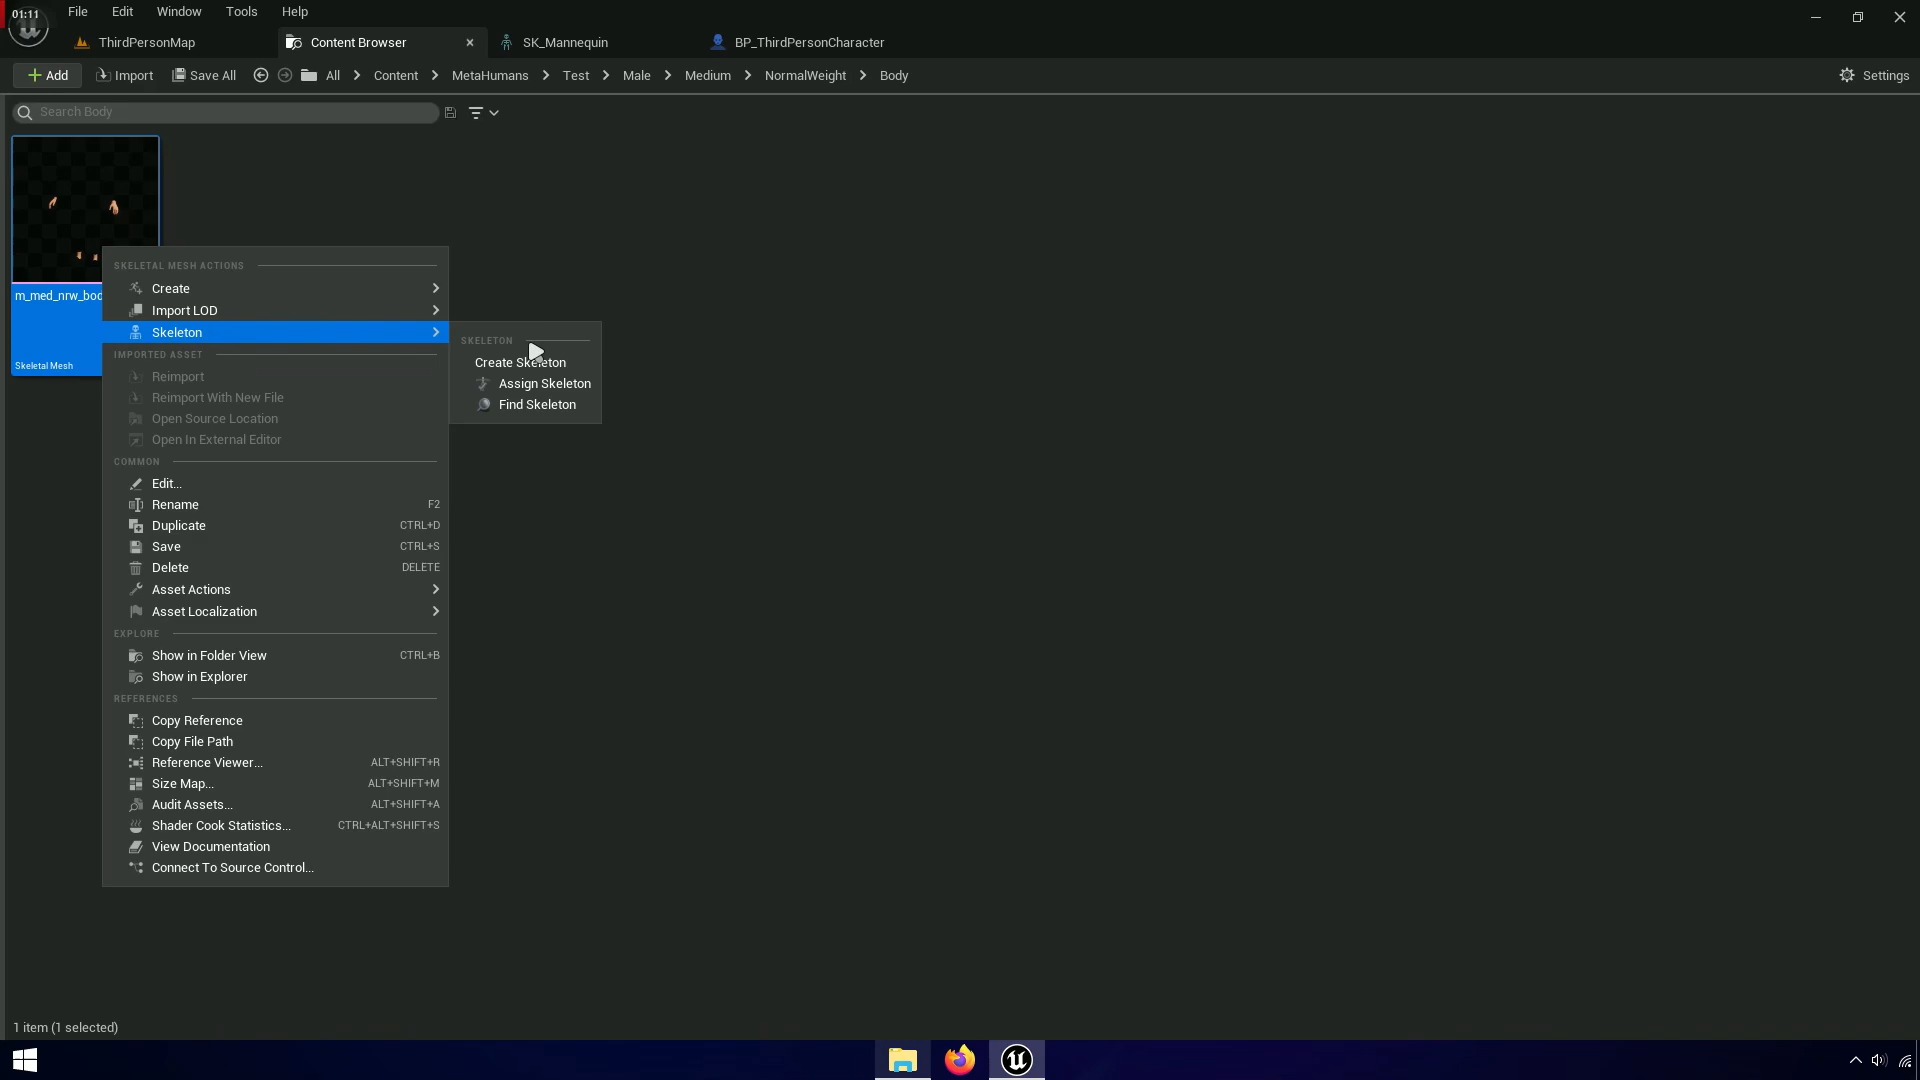 01:11
File Edit Window Tools Help
ThirdPersonMap
Content Browser
SK_Mannequin
BP_ThirdPersonCharacter
Add
Import
Save All
All
Content
MetaHumans
Test
Male
Medium
NormalWeight
Body
Settings
Search Body
m_med_nrw_bod
Skeletal Mesh
SKELETAL MESH ACTIONS
Create
Import LOD
Skeleton
IMPORTED ASSET
Reimport
Reimport With New File
Open Source Location
Open In External Editor
COMMON
Edit...
Rename F2
Duplicate CTRL+D
Save CTRL+S
Delete DELETE
Asset Actions
Asset Localization
EXPLORE
Show in Folder View CTRL+B
Show in Explorer
REFERENCES
Copy Reference
Copy File Path
Reference Viewer... ALT+SHIFT+R
Size Map... ALT+SHIFT+M
Audit Assets... ALT+SHIFT+A
Shader Cook Statistics... CTRL+ALT+SHIFT+S
View Documentation
Connect To Source Control...
SKELETON
Create Skeleton
Assign Skeleton
Find Skeleton
1 item (1 selected)